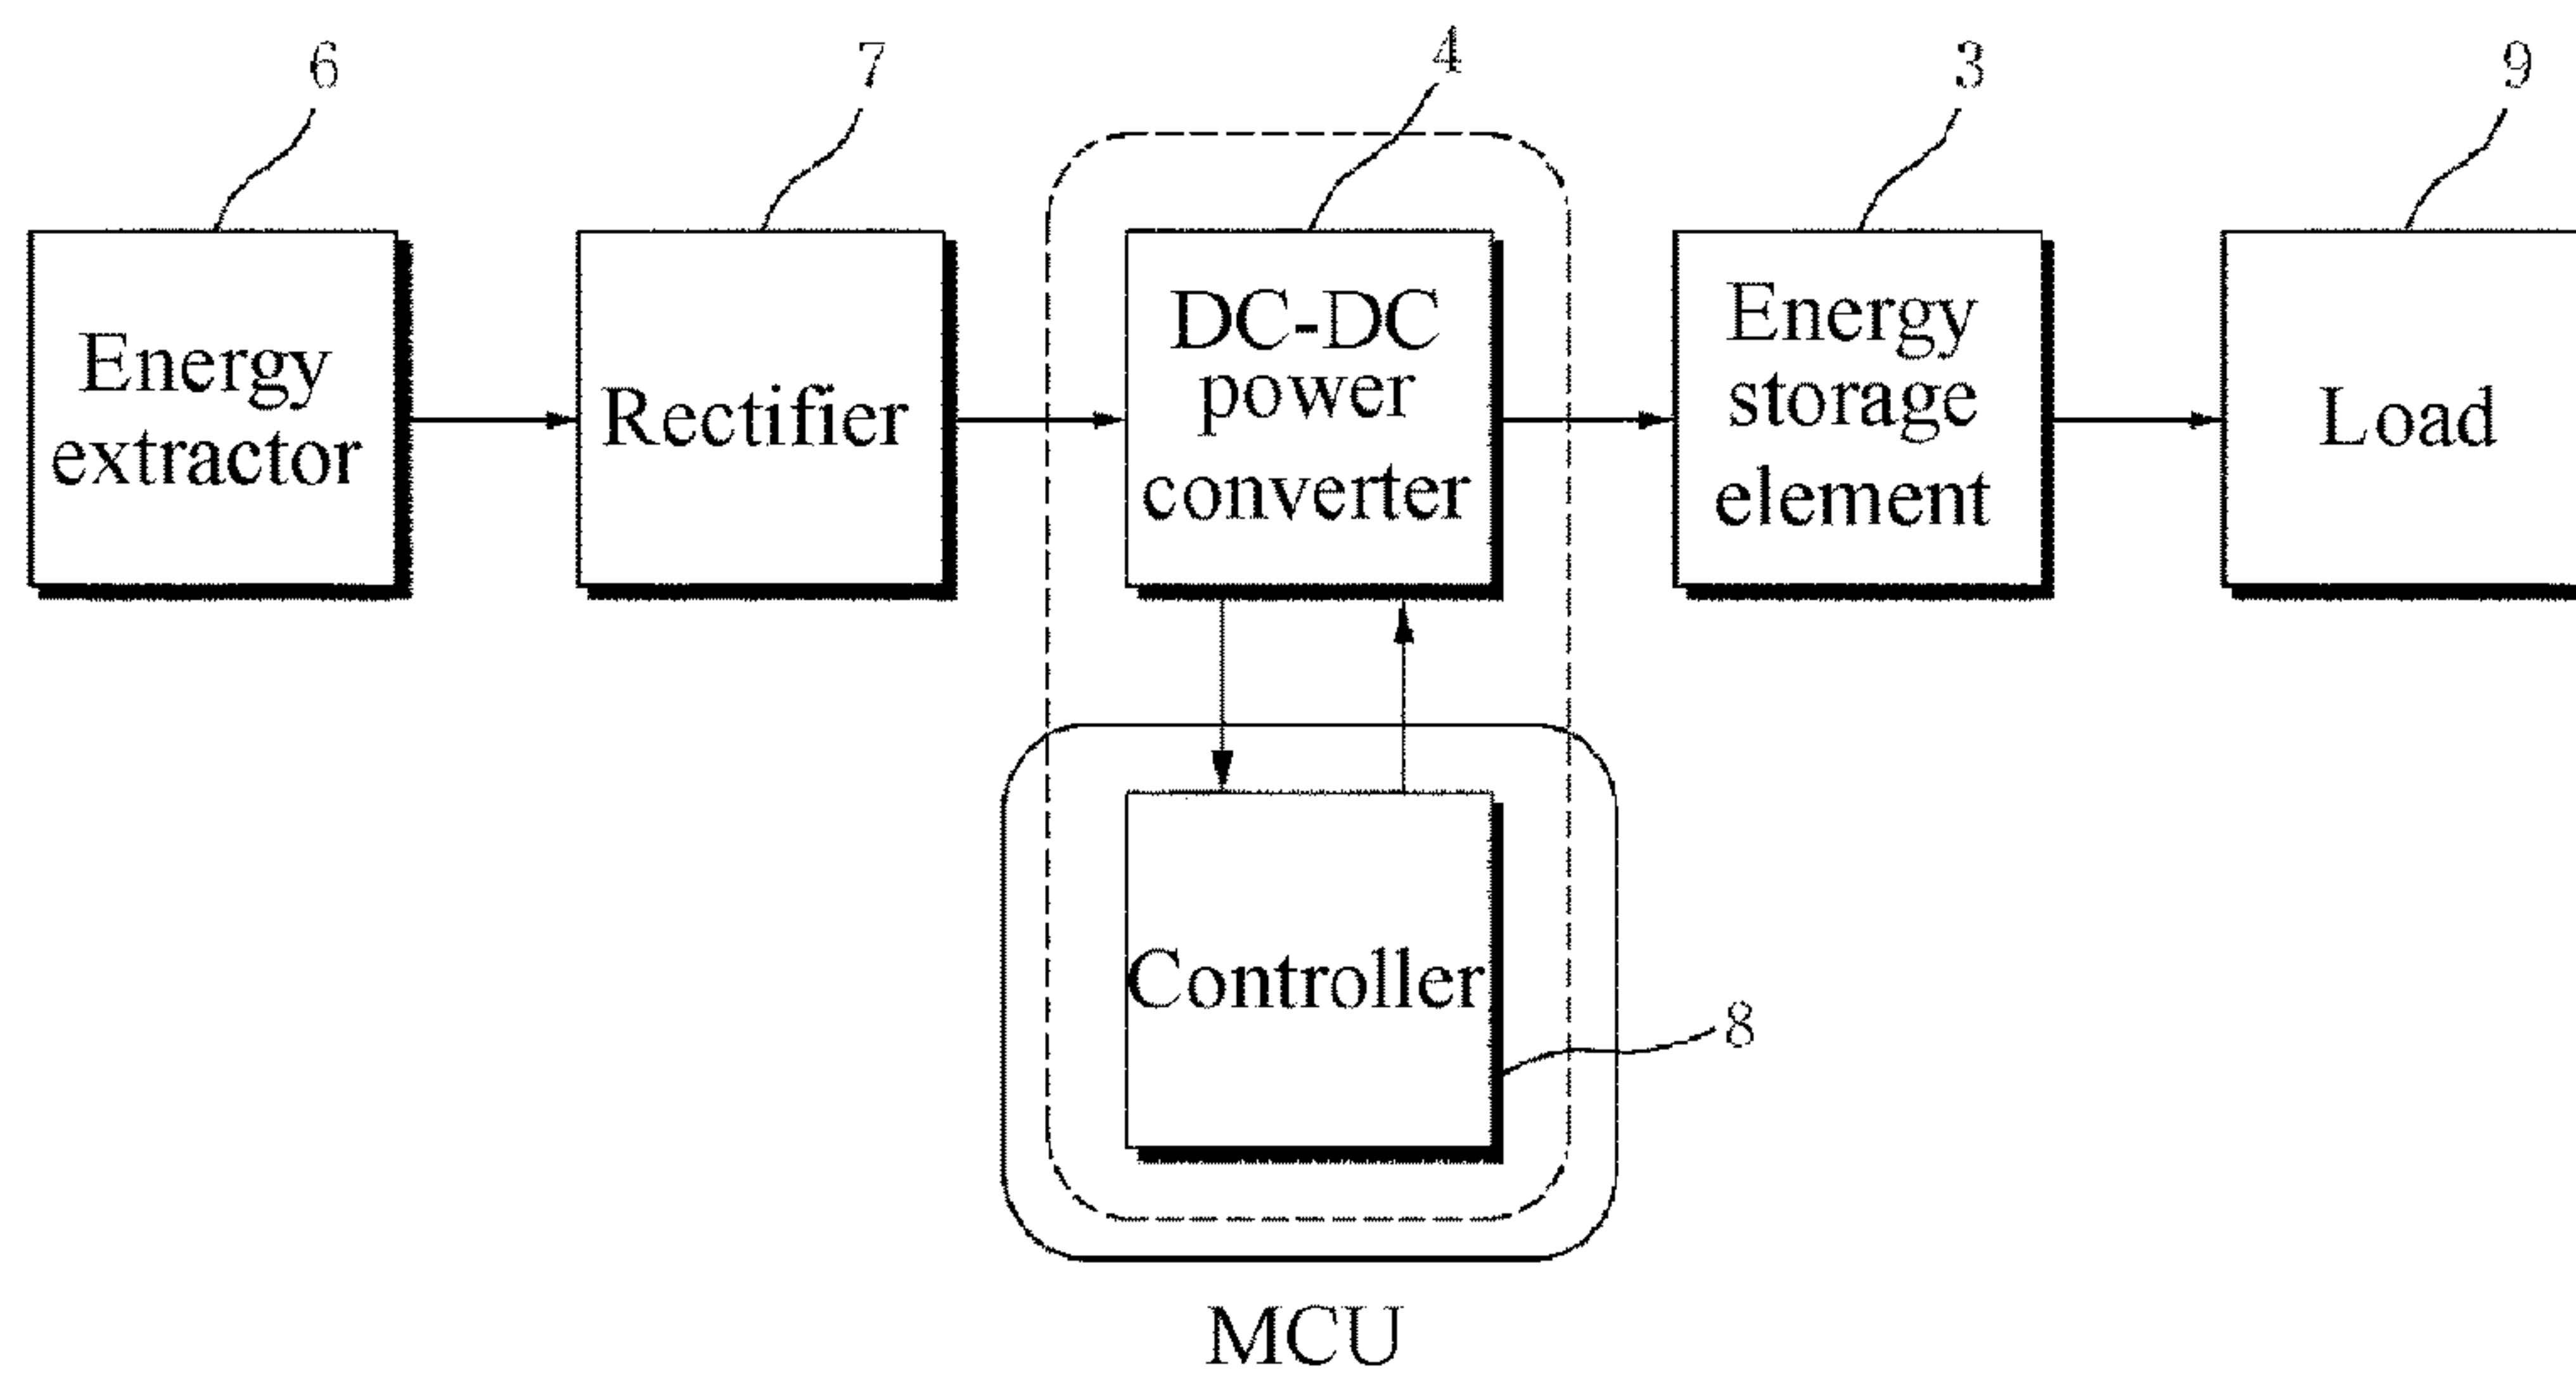 6
7
4
3
9
Energy
extractor
Rectifier
DC-DC
power
converter
Energy
storage
element
Load
Controller
8
MCU